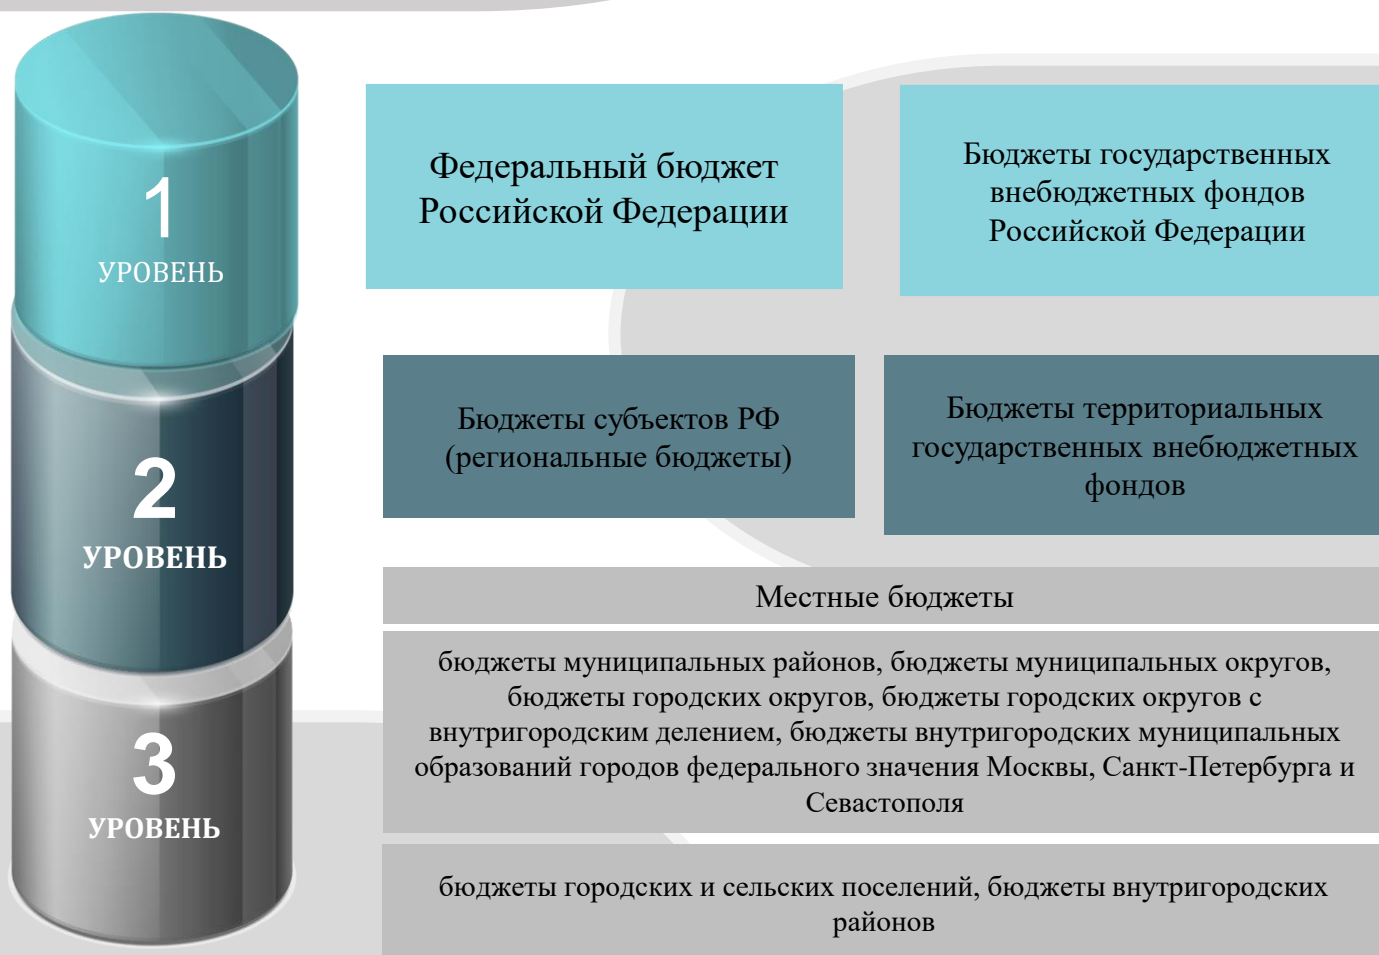 1
УРОВЕНЬ
Федеральный бюджет
Российской Федерации
Бюджеты государственных
внебюджетных фондов
Российской Федерации
2
УРОВЕНЬ
Бюджеты субъектов РФ
(региональные бюджеты)
Бюджеты территориальных
государственных внебюджетных
фондов
3
УРОВЕНЬ
Местные бюджеты
бюджеты муниципальных районов, бюджеты муниципальных округов,
бюджеты городских округов, бюджеты городских округов с
внутригородским делением, бюджеты внутригородских муниципальных
образований городов федерального значения Москвы, Санкт-Петербурга и
Севастополя
бюджеты городских и сельских поселений, бюджеты внутригородских
районов